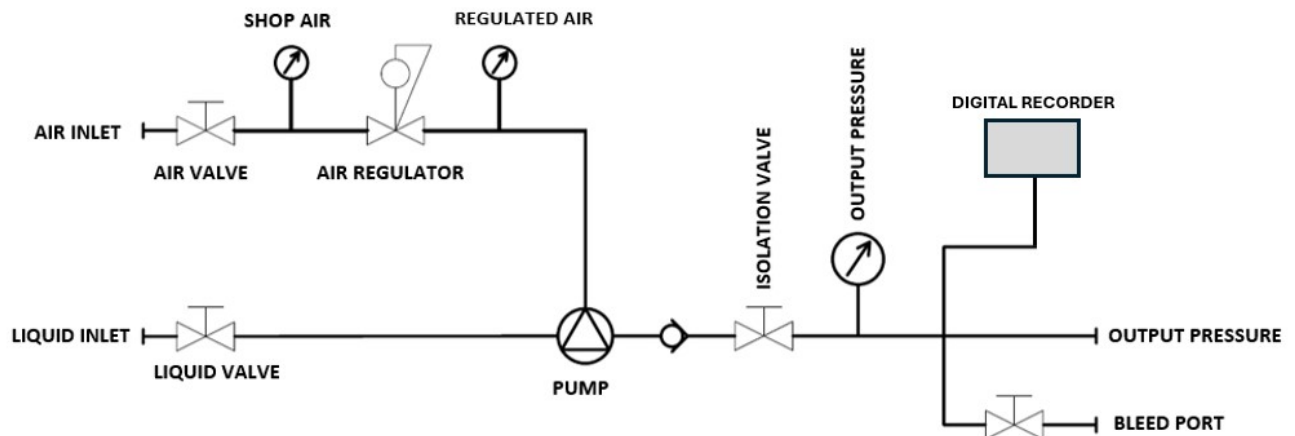 SHOP AIR
REGULATED AIR
AIR INLET
AIR VALVE
AIR REGULATOR
OUTPUT PRESSURE
ISOLATION VALVE
DIGITAL RECORDER
LIQUID INLET
LIQUID VALVE
PUMP
OUTPUT PRESSURE
BLEED PORT